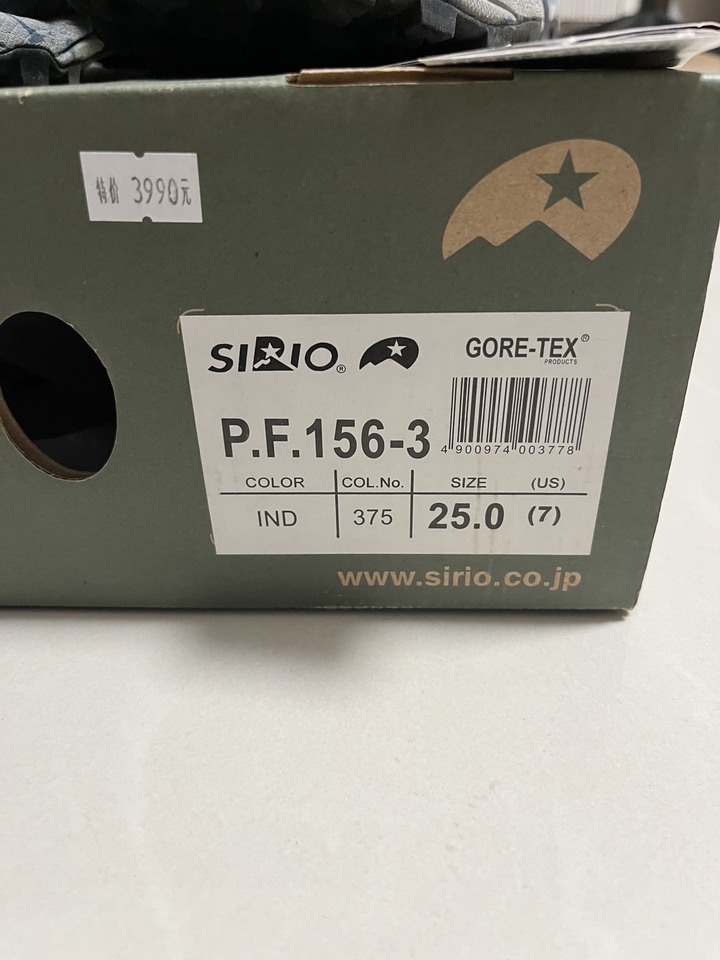 特价 3990元
SIRIO®
GORE-TEX®
PRODUCTS
P.F.156-3
4 900974 003778
COLOR COL.No. SIZE (US)
IND 375 25.0 (7)
www.sirio.co.jp